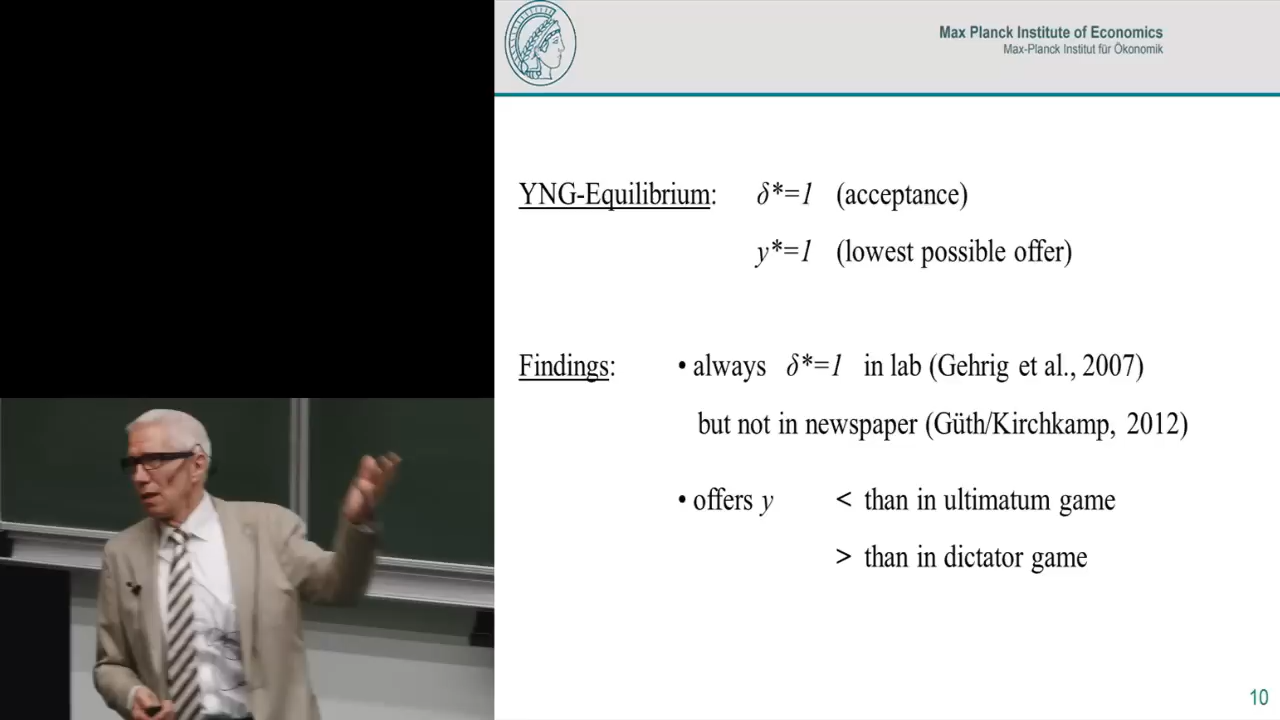 Max Planck Institute of Economics
Max-Planck Institut für Ökonomik
YNG-Equilibrium: δ*=1 (acceptance)
y*=1 (lowest possible offer)
Findings: • always δ*=1 in lab (Gehrig et al., 2007)
but not in newspaper (Güth/Kirchkamp, 2012)
• offers y < than in ultimatum game
> than in dictator game
10